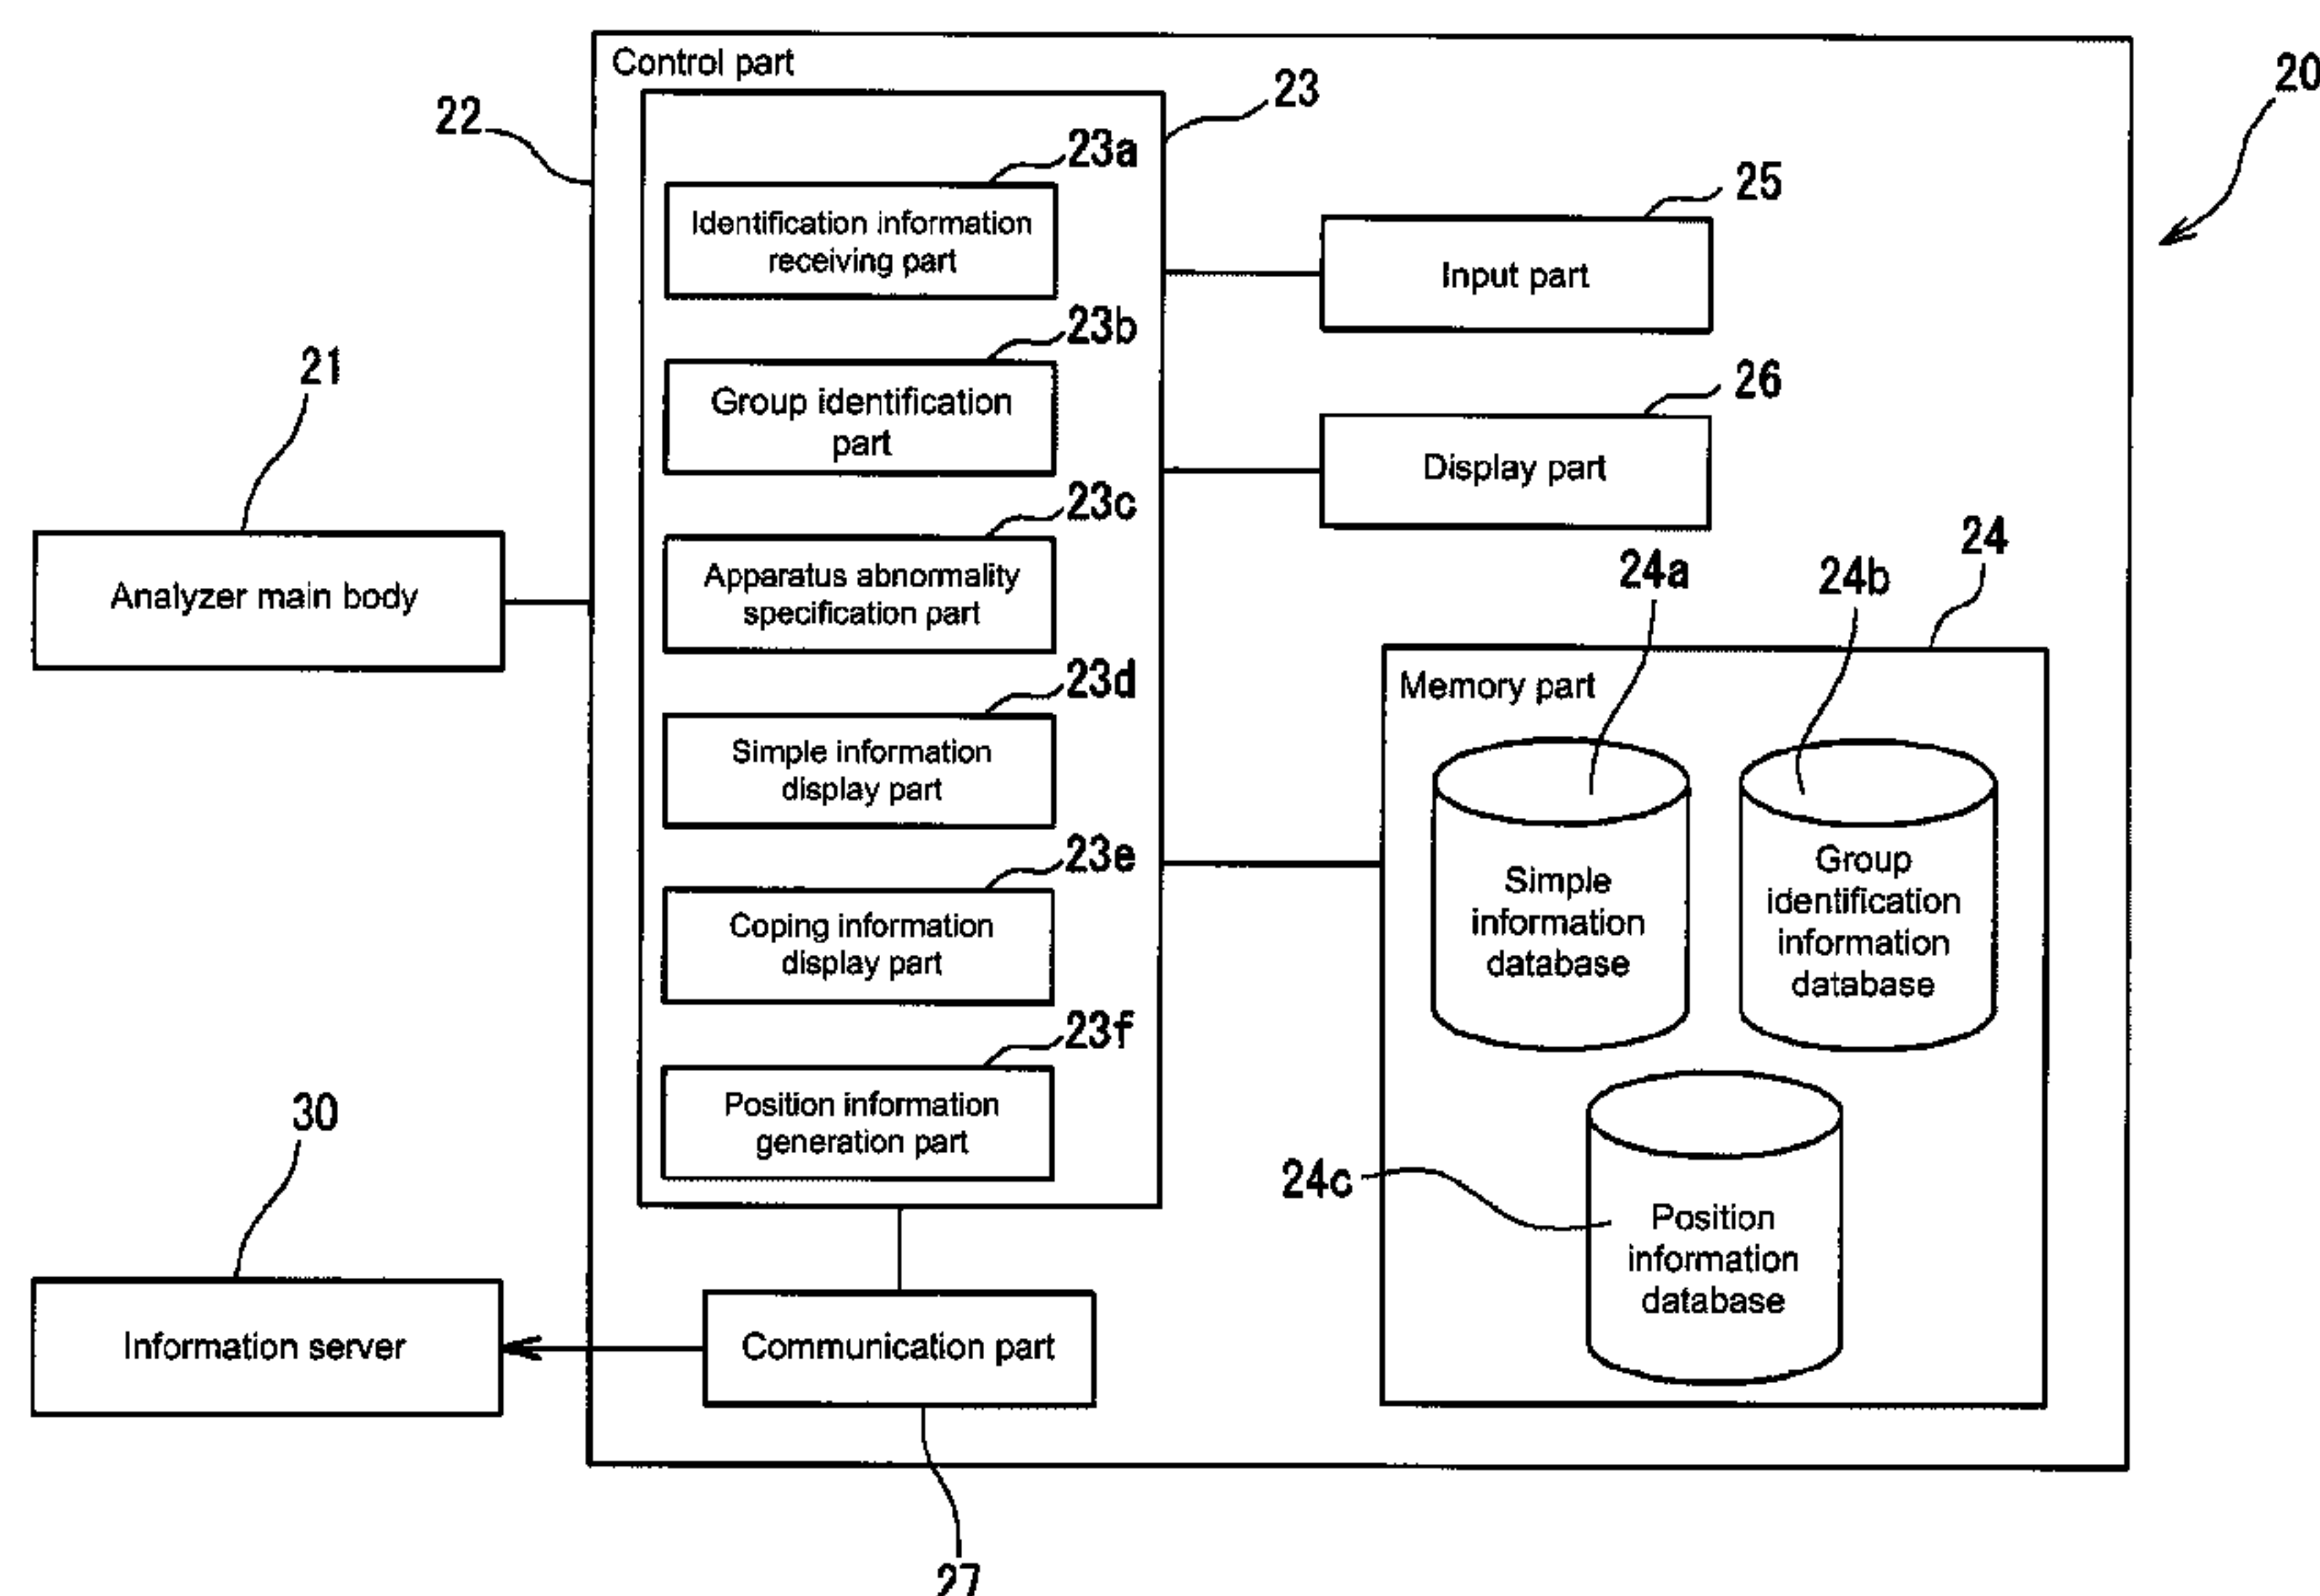 Control part
20
22
23
23a
Identification information
receiving part
25
Input part
23b
Group identification
part
26
Display part
21
Analyzer main body
23c
Apparatus abnormality
specification part
24
24a
24b
Memory part
23d
Simple information
display part
Simple
information
database
Group
identification
information
database
23e
Coping information
display part
23f
Position information
generation part
24c
Position
information
database
30
Information server
Communication part
27